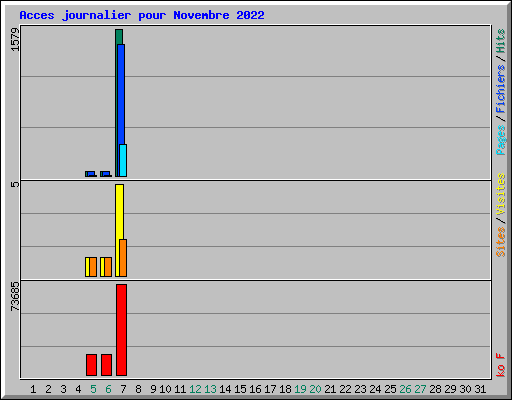 Acces journalier pour Novembre 2022
1579
5
73685
Pages/Fichiers/Hits
Sites/Visites
ko F
1 2 3 4 5 6 7 8 9 10 11 12 13 14 15 16 17 18 19 20 21 22 23 24 25 26 27 28 29 30 31